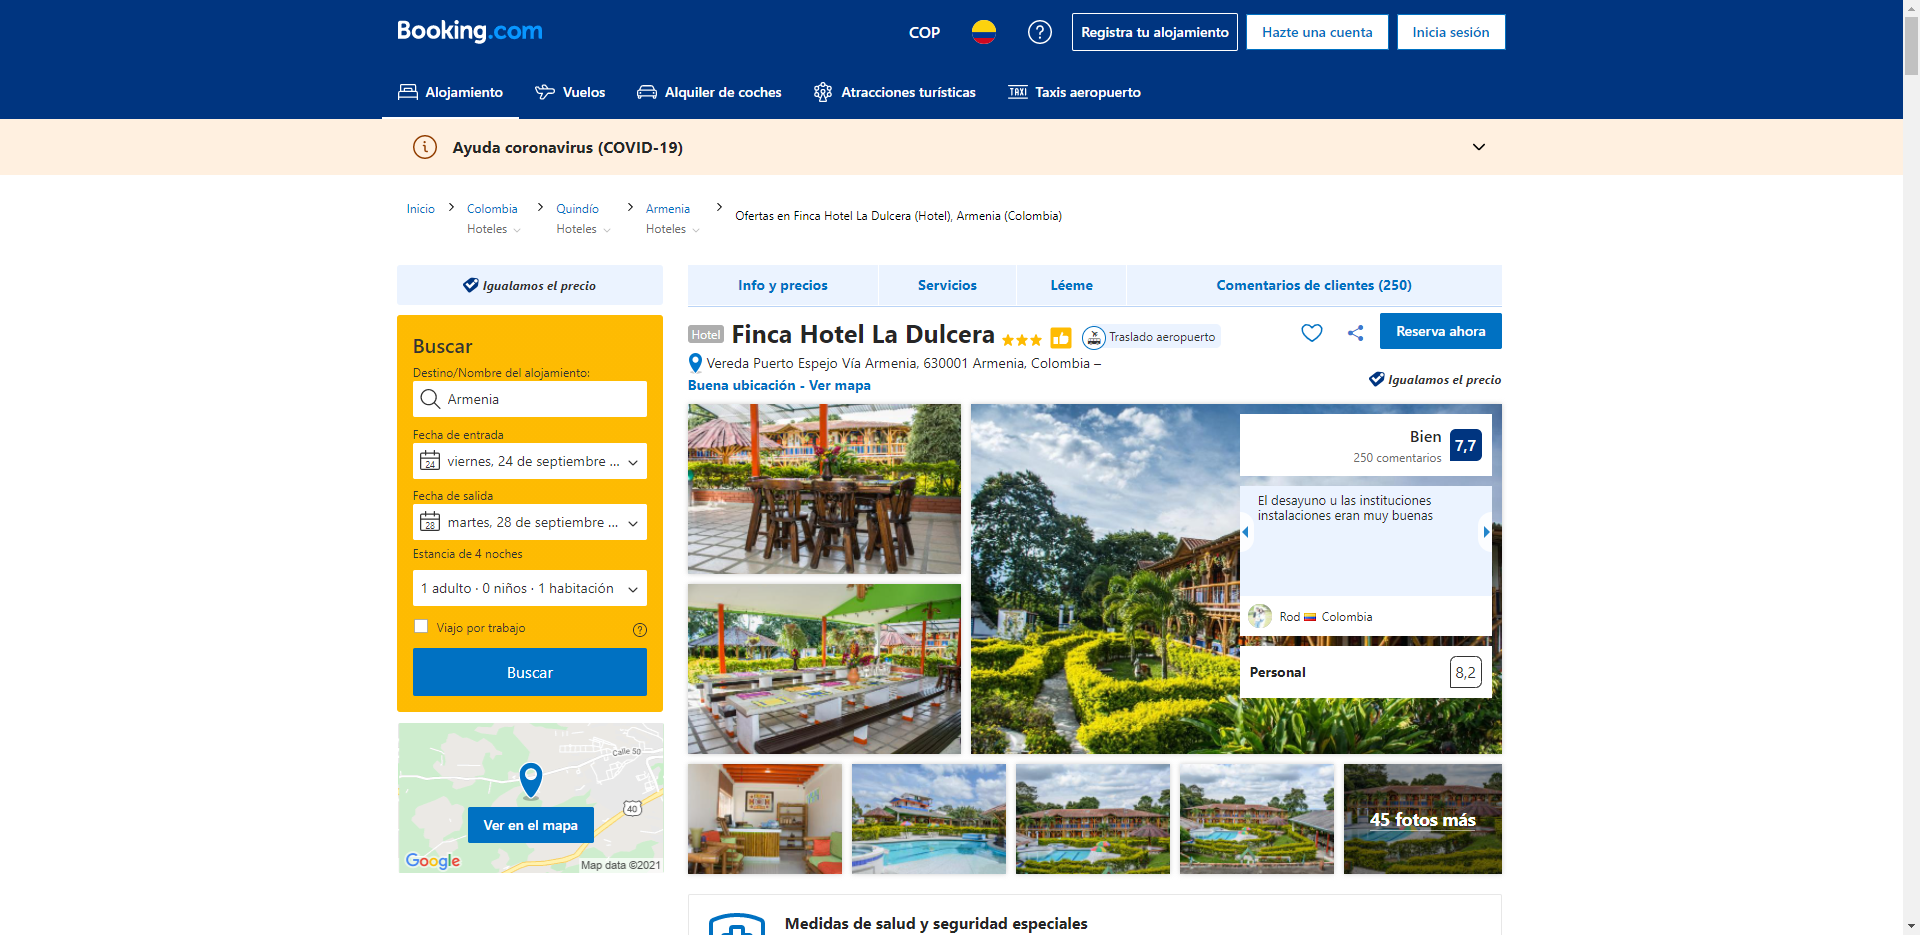 Booking.com
COP
Registra tu alojamiento
Hazte una cuenta
Inicia sesión
Alojamiento
Vuelos
Alquiler de coches
Atracciones turísticas
TAXI
Taxis aeropuerto
Ayuda coronavirus (COVID-19)
Inicio
Colombia
Hoteles
Quindío
Hoteles
Armenia
Hoteles
Ofertas en Finca Hotel La Dulcera (Hotel), Armenia (Colombia)
Igualamos el precio
Buscar
Destino/Nombre del alojamiento:
Armenia
Fecha de entrada
24
viernes, 24 de septiembre ...
Fecha de salida
28
martes, 28 de septiembre ...
Estancia de 4 noches
1 adulto · 0 niños · 1 habitación
Viajo por trabajo
Buscar
Calle 50
40
Ver en el mapa
Google
Map data ©2021
Info y precios
Servicios
Léeme
Comentarios de clientes (250)
Hotel
Finca Hotel La Dulcera
Traslado aeropuerto
Reserva ahora
Vereda Puerto Espejo Vía Armenia, 630001 Armenia, Colombia –
Buena ubicación - Ver mapa
Igualamos el precio
Bien
7,7
250 comentarios
El desayuno u las instituciones
instalaciones eran muy buenas
Rod
Colombia
Personal
8,2
45 fotos más
Medidas de salud y seguridad especiales